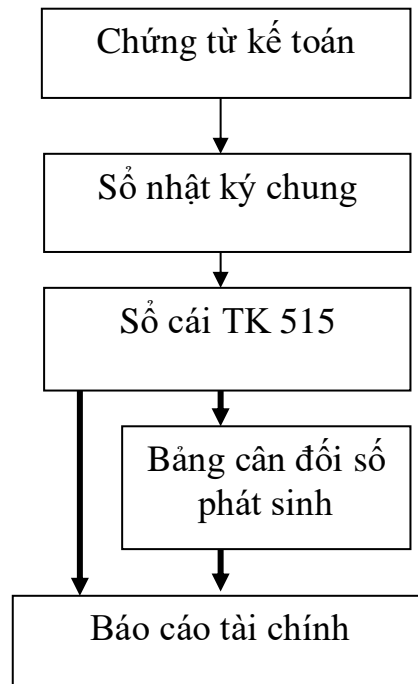 Chứng từ kế toán
Sổ nhật ký chung
Sổ cái TK 515
Bảng cân đối số
phát sinh
Báo cáo tài chính